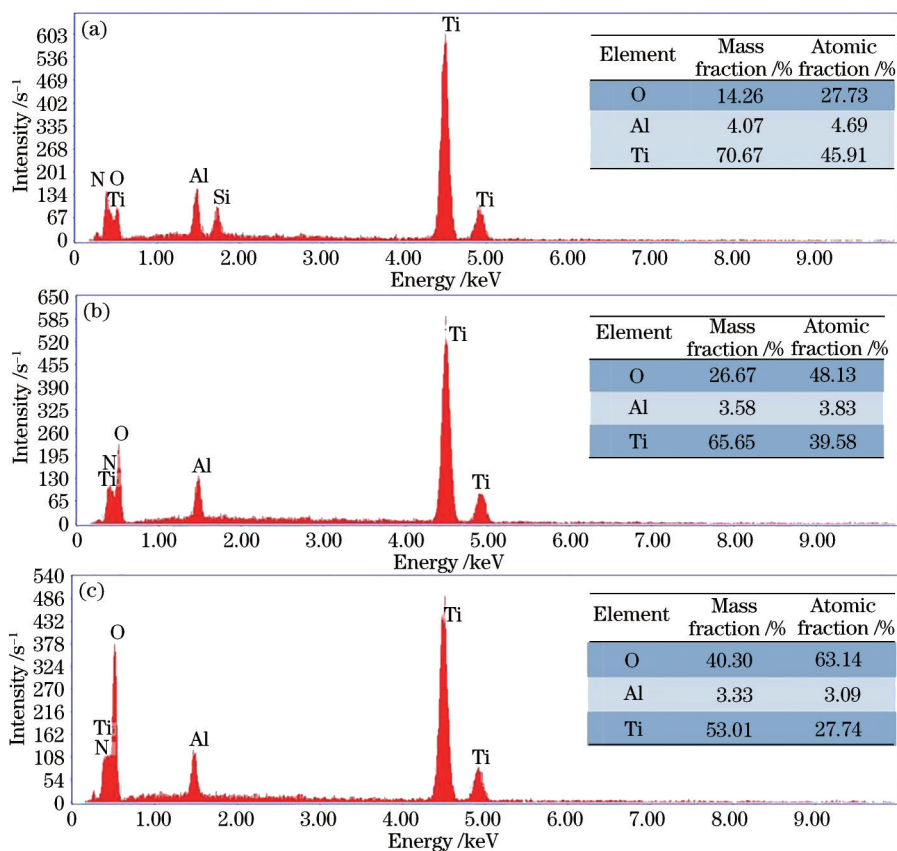 (a)
Intensity /s⁻¹
603
536
469
402
335
268
201
134
67
0
N O
Ti
Al
Si
Ti
Ti
1.00 2.00 3.00 4.00 5.00 6.00 7.00 8.00 9.00
Energy /keV
Element Mass fraction /% Atomic fraction /%
O 14.26 27.73
Al 4.07 4.69
Ti 70.67 45.91
(b)
Intensity /s⁻¹
650
585
520
455
390
325
260
195
130
65
0
N
Ti
O
Al
Ti
Ti
1.00 2.00 3.00 4.00 5.00 6.00 7.00 8.00 9.00
Energy /keV
Element Mass fraction /% Atomic fraction /%
O 26.67 48.13
Al 3.58 3.83
Ti 65.65 39.58
(c)
Intensity /s⁻¹
540
486
432
378
324
270
216
162
108
54
0
Ti
N
O
Al
Ti
Ti
1.00 2.00 3.00 4.00 5.00 6.00 7.00 8.00 9.00
Energy /keV
Element Mass fraction /% Atomic fraction /%
O 40.30 63.14
Al 3.33 3.09
Ti 53.01 27.74